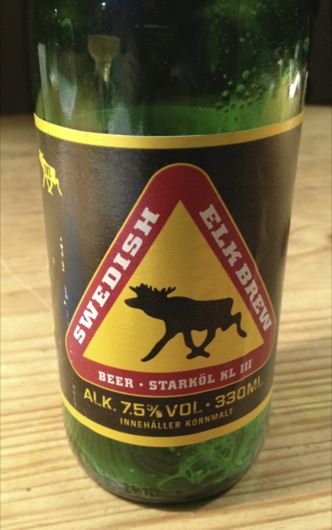 SWEDISH
ELK BREW
BEER · STARKÖL KL III
ALK. 7.5% VOL · 330ML
INNEHÅLLER KORNMALT